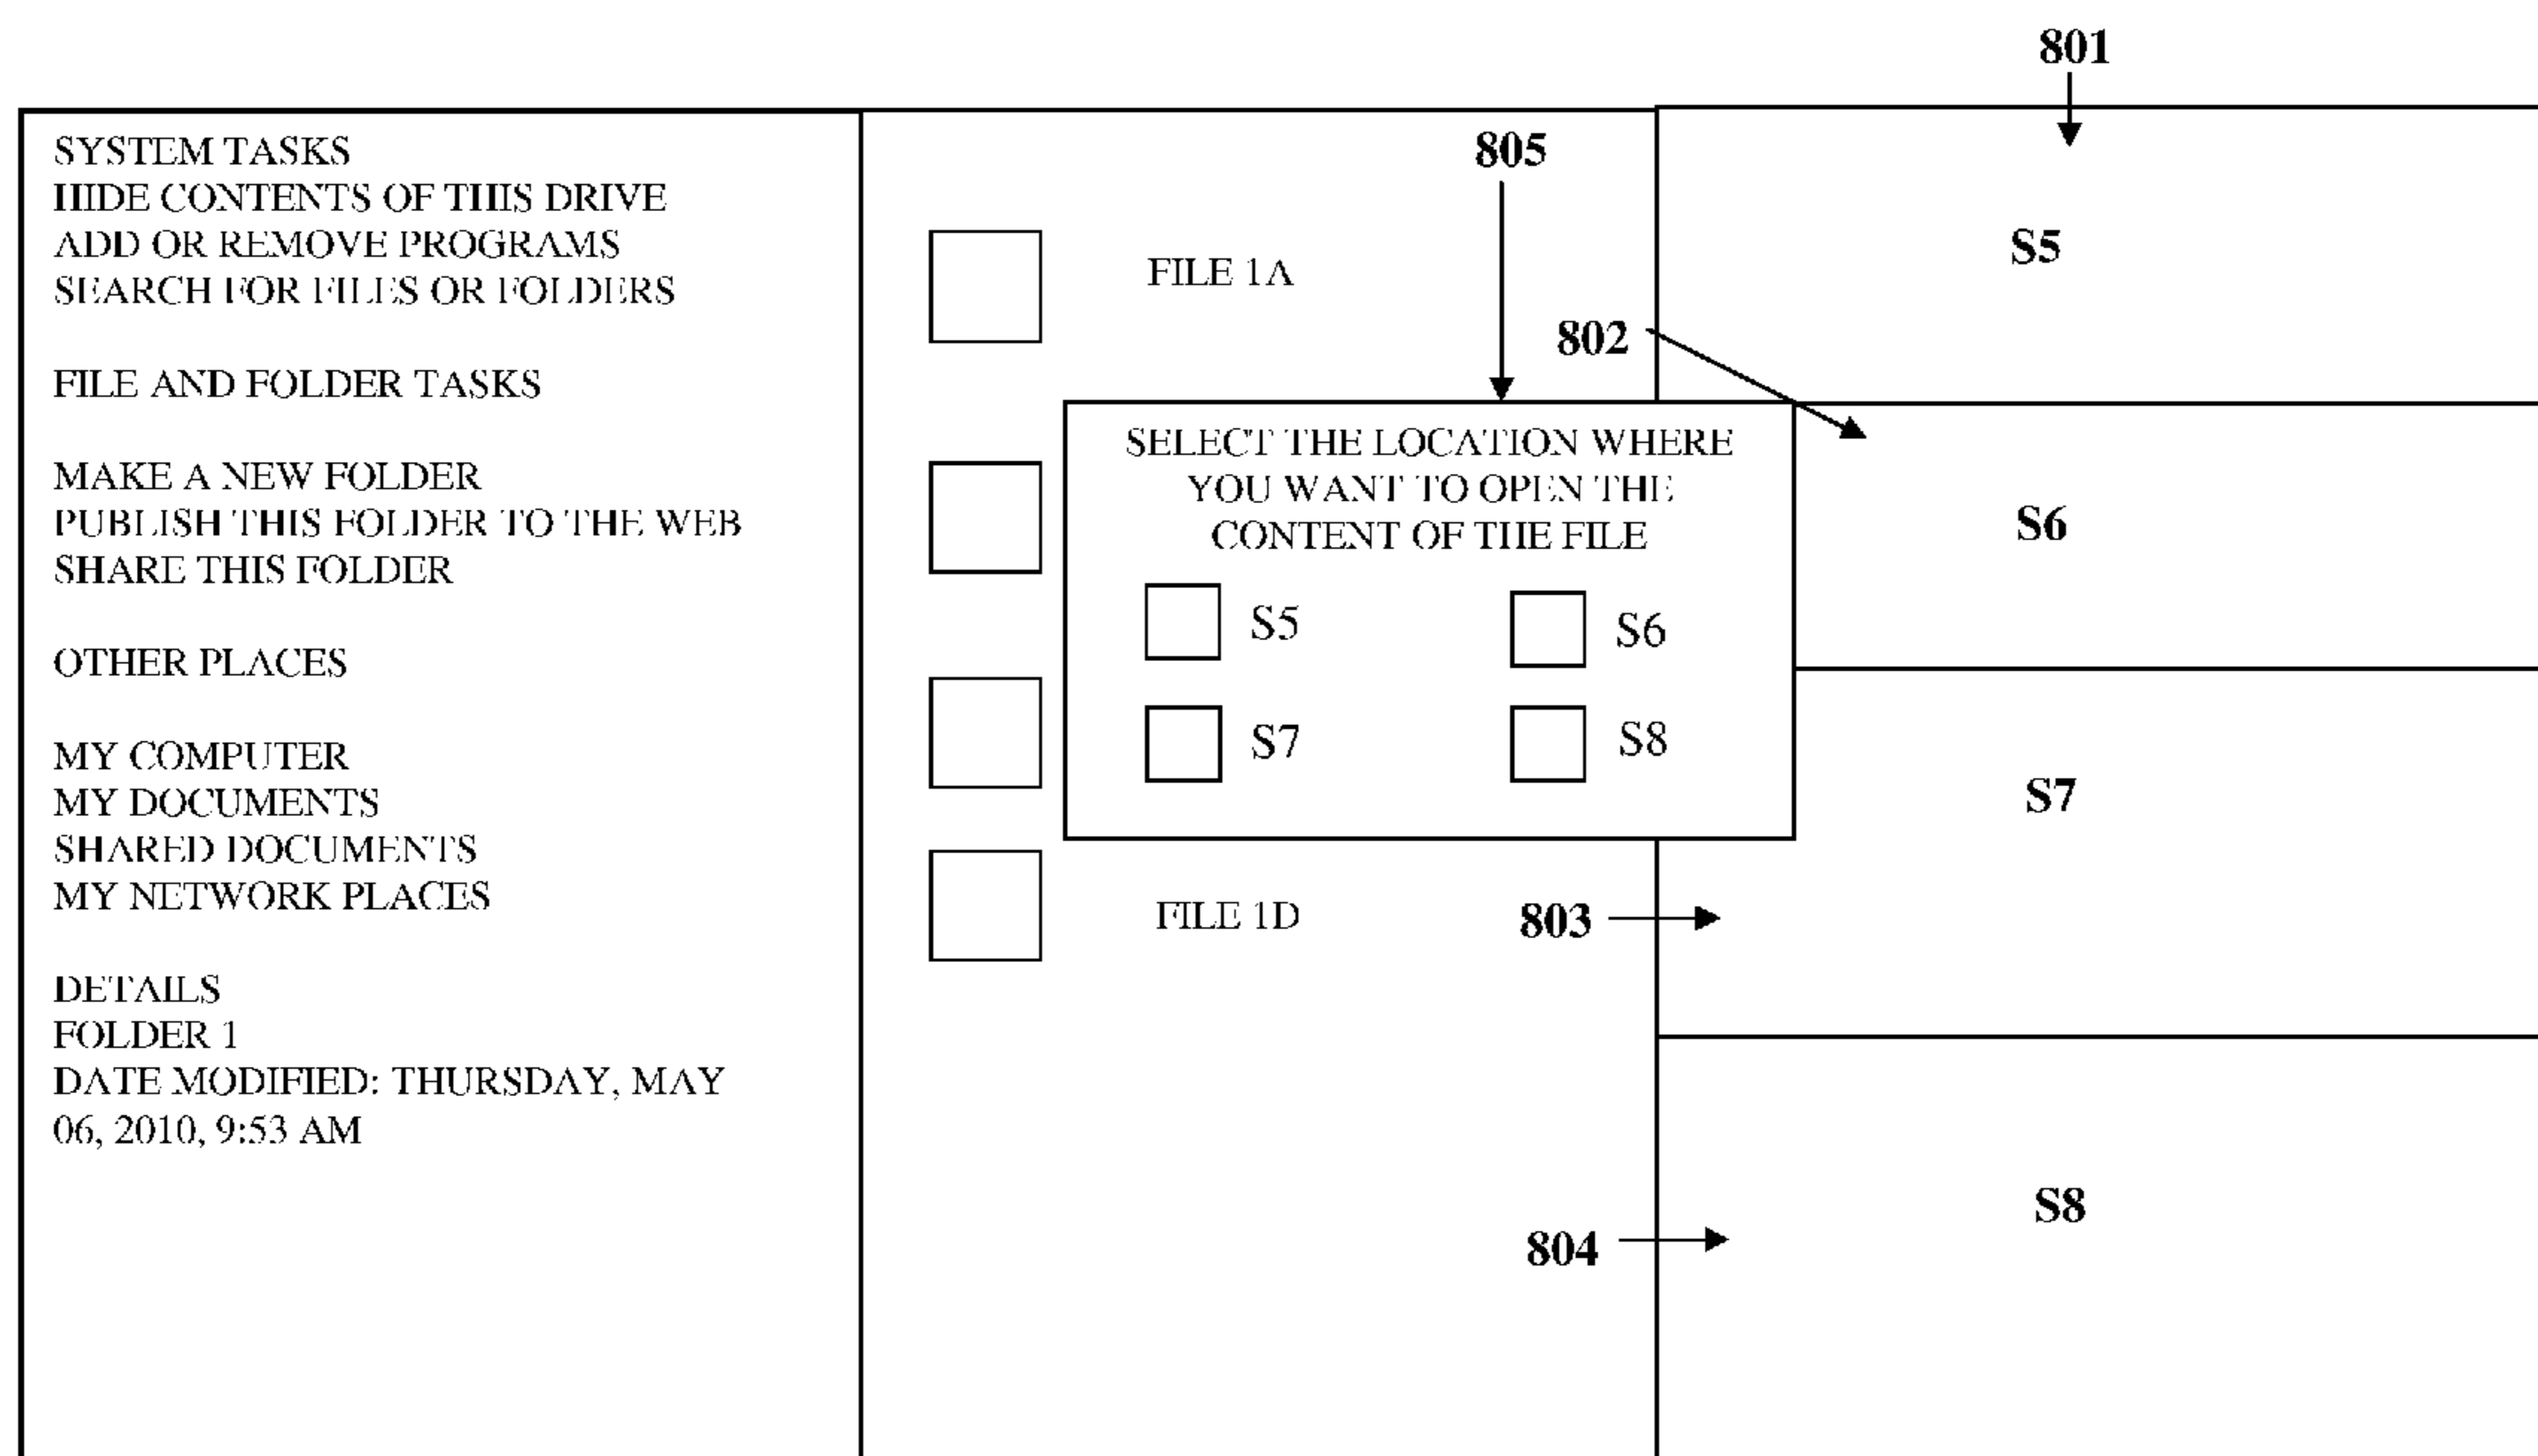 801
SYSTEM TASKS
HIDE CONTENTS OF THIS DRIVE
ADD OR REMOVE PROGRAMS
SEARCH FOR FILES OR FOLDERS
FILE AND FOLDER TASKS
MAKE A NEW FOLDER
PUBLISH THIS FOLDER TO THE WEB
SHARE THIS FOLDER
OTHER PLACES
MY COMPUTER
MY DOCUMENTS
SHARED DOCUMENTS
MY NETWORK PLACES
DETAILS
FOLDER 1
DATE MODIFIED: THURSDAY, MAY
06, 2010, 9:53 AM
805
FILE 1A
802
SELECT THE LOCATION WHERE
YOU WANT TO OPEN THE
CONTENT OF THE FILE
S5 S6
S7 S8
FILE 1D
803
804
S5
S6
S7
S8